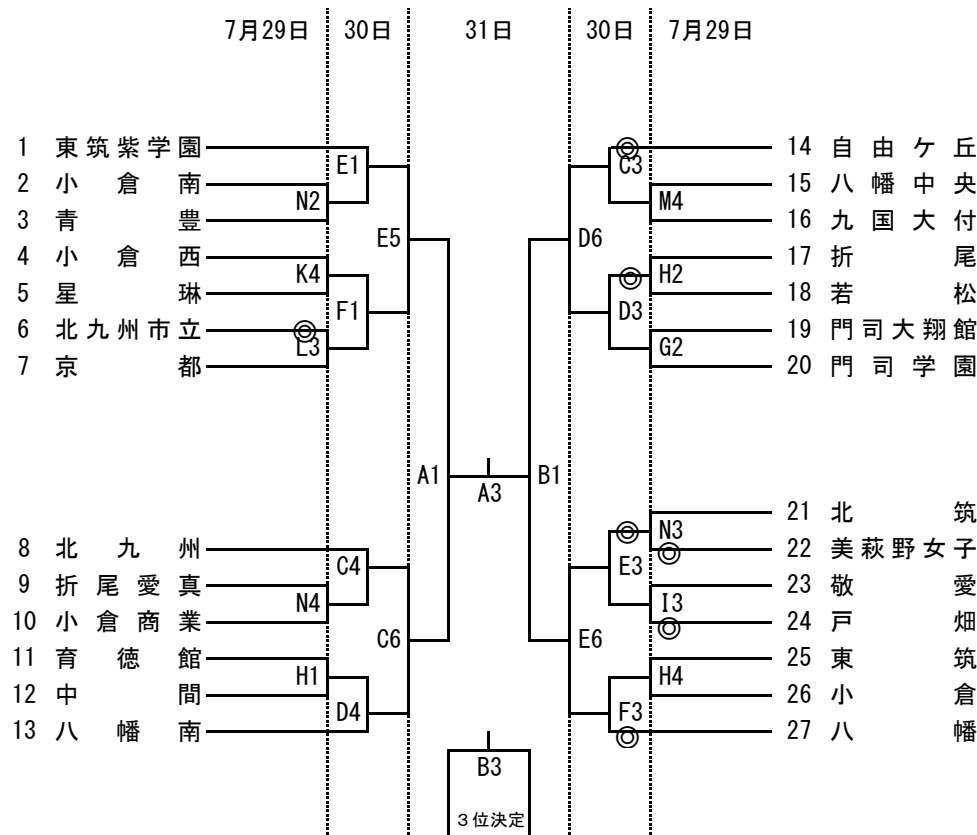 7月29日 30日 31日 30日 7月29日
1 東筑紫学園 E1 ◎ C3 14 自由ケ丘
2 小倉南 15 八幡中央
N2 M4
3 青豊 16 九国大付
E5 D6
4 小倉西 17 折尾
K4 ◎ H2
5 星琳 18 若松
F1 D3
6 北九州市立 ◎ 19 門司大翔館
L3 G2
7 京都 20 門司学園
A1 A3 B1
21 北筑
◎ N3
8 北九州 22 美萩野女子
C4 E3 ◎
9 折尾愛真 23 敬愛
N4 I3
10 小倉商業 24 戸畑
C6 E6 ◎
11 育徳館 25 東筑
H1 H4
12 中間 26 小倉
D4 F3
13 八幡南 27 八幡
◎
B3
3位決定